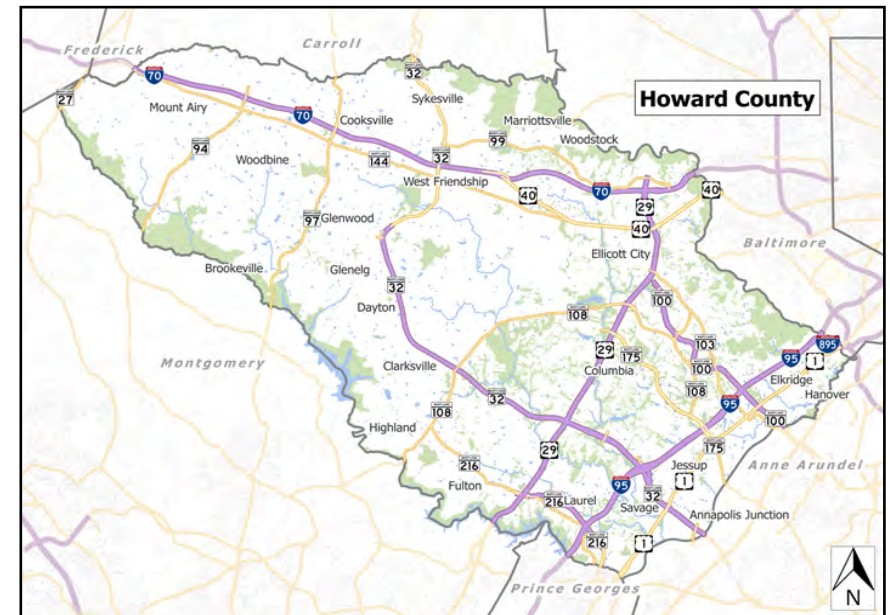 Frederick
Carroll
70
32
27
Mount Airy
Sykesville
Howard County
70
Cooksville
Marriottsville
94
99
Woodstock
Woodbine
144
32
West Friendship
70
40
40
29
97
Glenwood
40
Baltimore
Ellicott City
Brookeville
Glenelg
32
100
Dayton
108
895
103
29
175
95
1
Montgomery
Clarksville
100
Columbia
Elkridge
32
108
Hanover
108
95
100
Highland
29
175
216
Jessup
Anne Arundel
Fulton
95
1
32
216
Laurel
Savage
Annapolis Junction
216
1
Prince Georges
N